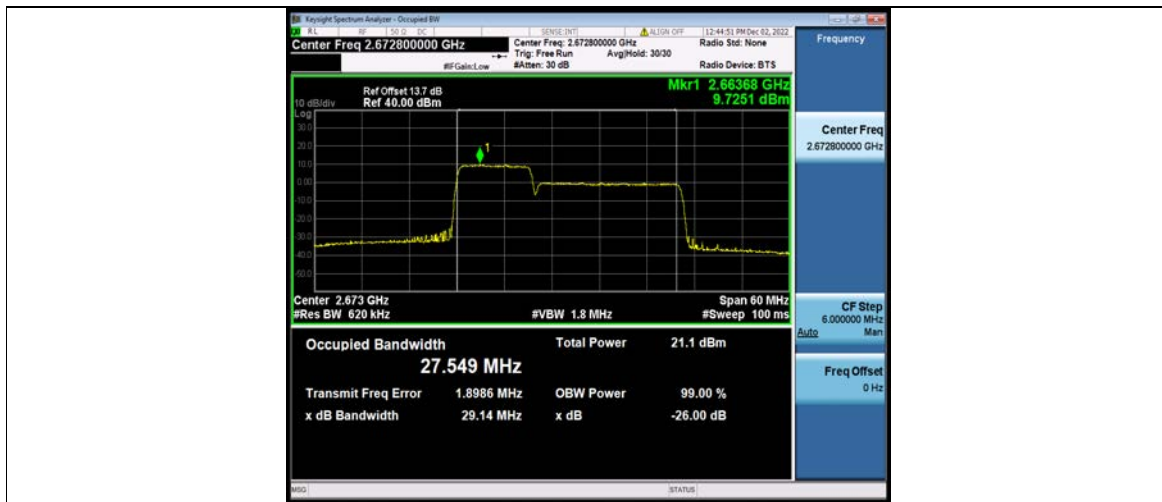 Keysight Spectrum Analyzer - Occupied BW
RL RF 50 Ω DC SENSE:INT ALIGN OFF 12:44:51 PM Dec 02, 2022
Center Freq 2.672800000 GHz Center Freq: 2.672800000 GHz Radio Std: None
Trig: Free Run Avg|Hold: 30/30
#IFGain:Low #Atten: 30 dB Radio Device: BTS
Frequency
Ref Offset 13.7 dB Mkr1 2.66368 GHz
10 dB/div Ref 40.00 dBm 9.7251 dBm
Log
30.0
20.0
1
10.0
0.00
-10.0
-20.0
-30.0
-40.0
-50.0
Center 2.673 GHz Span 60 MHz
#Res BW 620 kHz #VBW 1.8 MHz #Sweep 100 ms
Occupied Bandwidth Total Power 21.1 dBm
27.549 MHz
Transmit Freq Error 1.8986 MHz OBW Power 99.00 %
x dB Bandwidth 29.14 MHz x dB -26.00 dB
Center Freq
2.672800000 GHz
CF Step
6.000000 MHz
Auto Man
Freq Offset
0 Hz
MSG STATUS